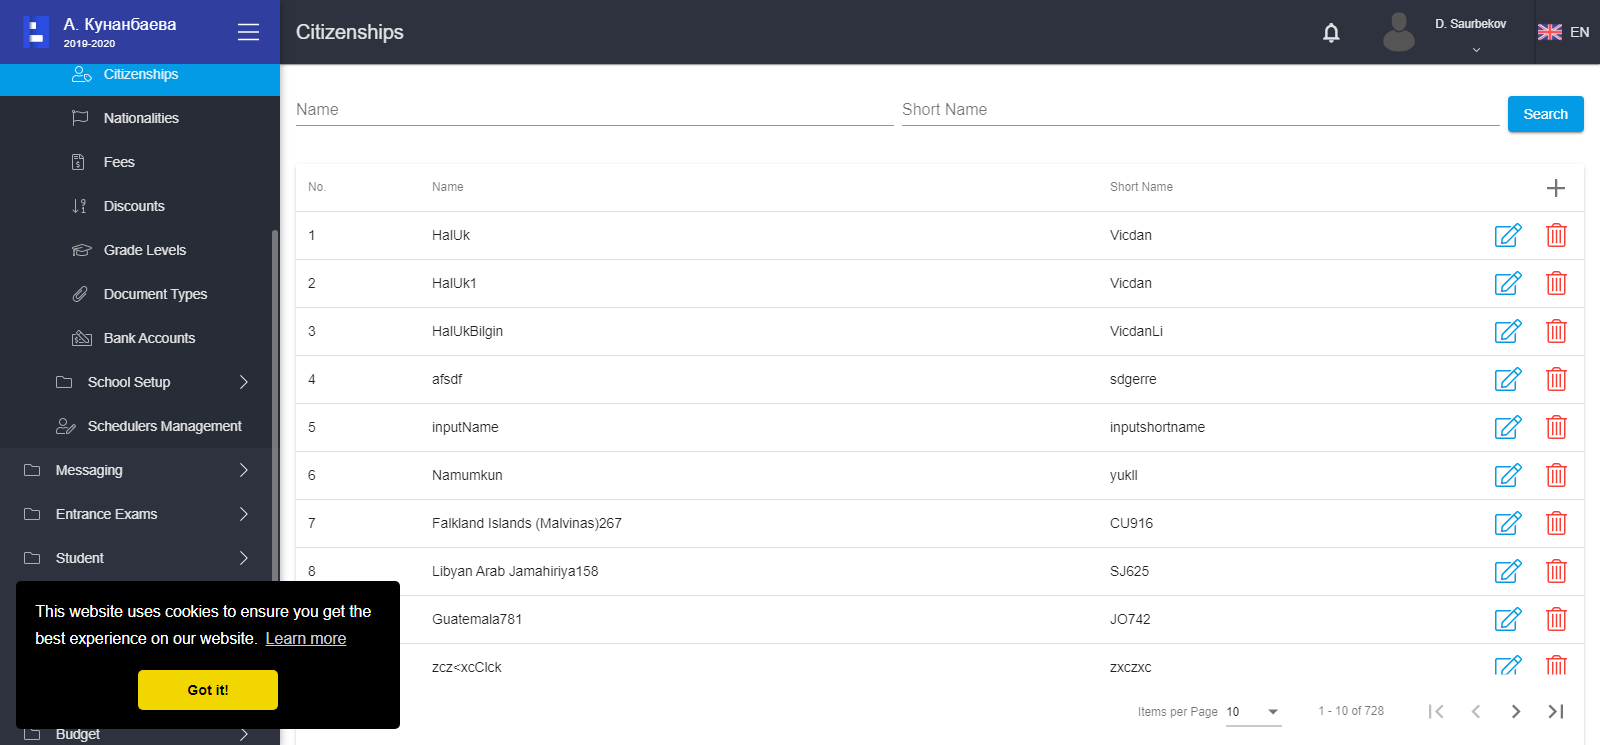 А. Кунанбаева
2019-2020
Citizenships
D. Saurbekov
EN
Citizenships
Nationalities
Fees
Discounts
Grade Levels
Document Types
Bank Accounts
School Setup
Schedulers Management
Messaging
Entrance Exams
Student
Budget
Name
Short Name
Search
No. Name Short Name
1 HalUk Vicdan
2 HalUk1 Vicdan
3 HalUkBilgin VicdanLi
4 afsdf sdgerre
5 inputName inputshortname
6 Namumkun yukll
7 Falkland Islands (Malvinas)267 CU916
8 Libyan Arab Jamahiriya158 SJ625
Guatemala781 JO742
zcz<xcClck zxczxc
Items per Page 10 1 - 10 of 728
This website uses cookies to ensure you get the
best experience on our website. Learn more
Got it!